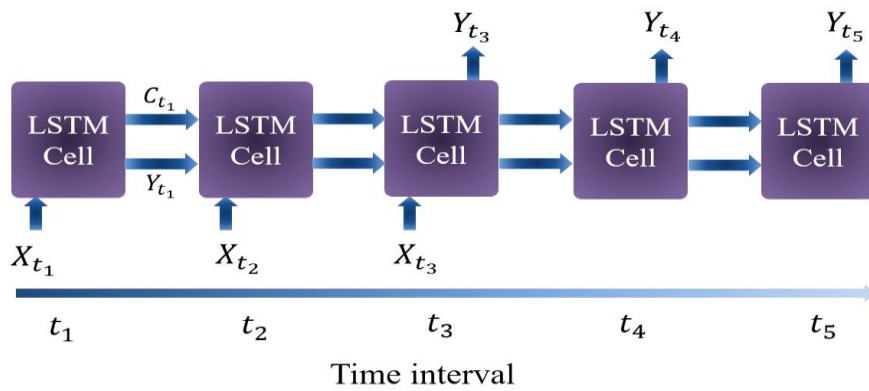 Y_{t_3} Y_{t_4} Y_{t_5}
C_{t_1}
LSTM Cell
LSTM Cell
LSTM Cell
LSTM Cell
LSTM Cell
Y_{t_1}
X_{t_1} X_{t_2} X_{t_3}
t_1 t_2 t_3 t_4 t_5
Time interval